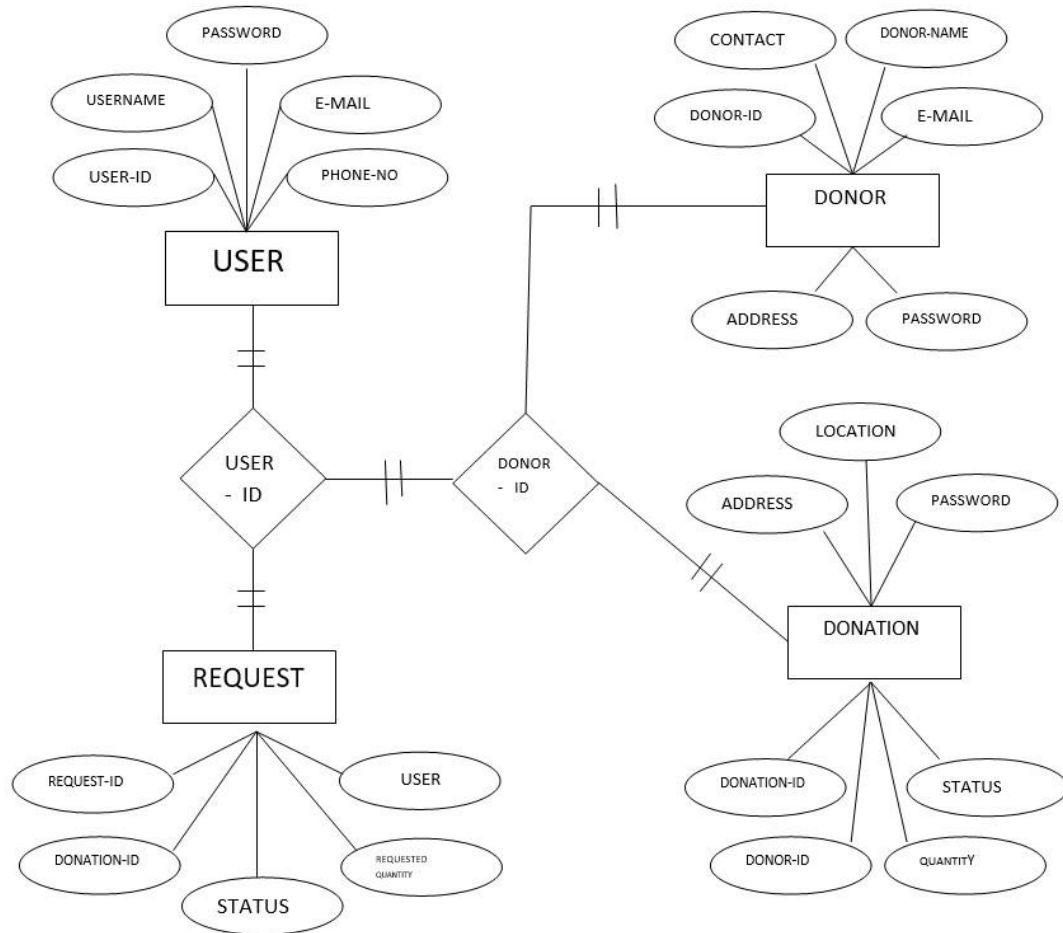 PASSWORD
USERNAME
E-MAIL
USER-ID
PHONE-NO
USER
CONTACT
DONOR-NAME
DONOR-ID
E-MAIL
DONOR
ADDRESS
PASSWORD
USER
- ID
DONOR
- ID
LOCATION
ADDRESS
PASSWORD
DONATION
REQUEST
REQUEST-ID
USER
DONATION-ID
REQUESTED
QUANTITY
STATUS
DONATION-ID
STATUS
DONOR-ID
QUANTITY